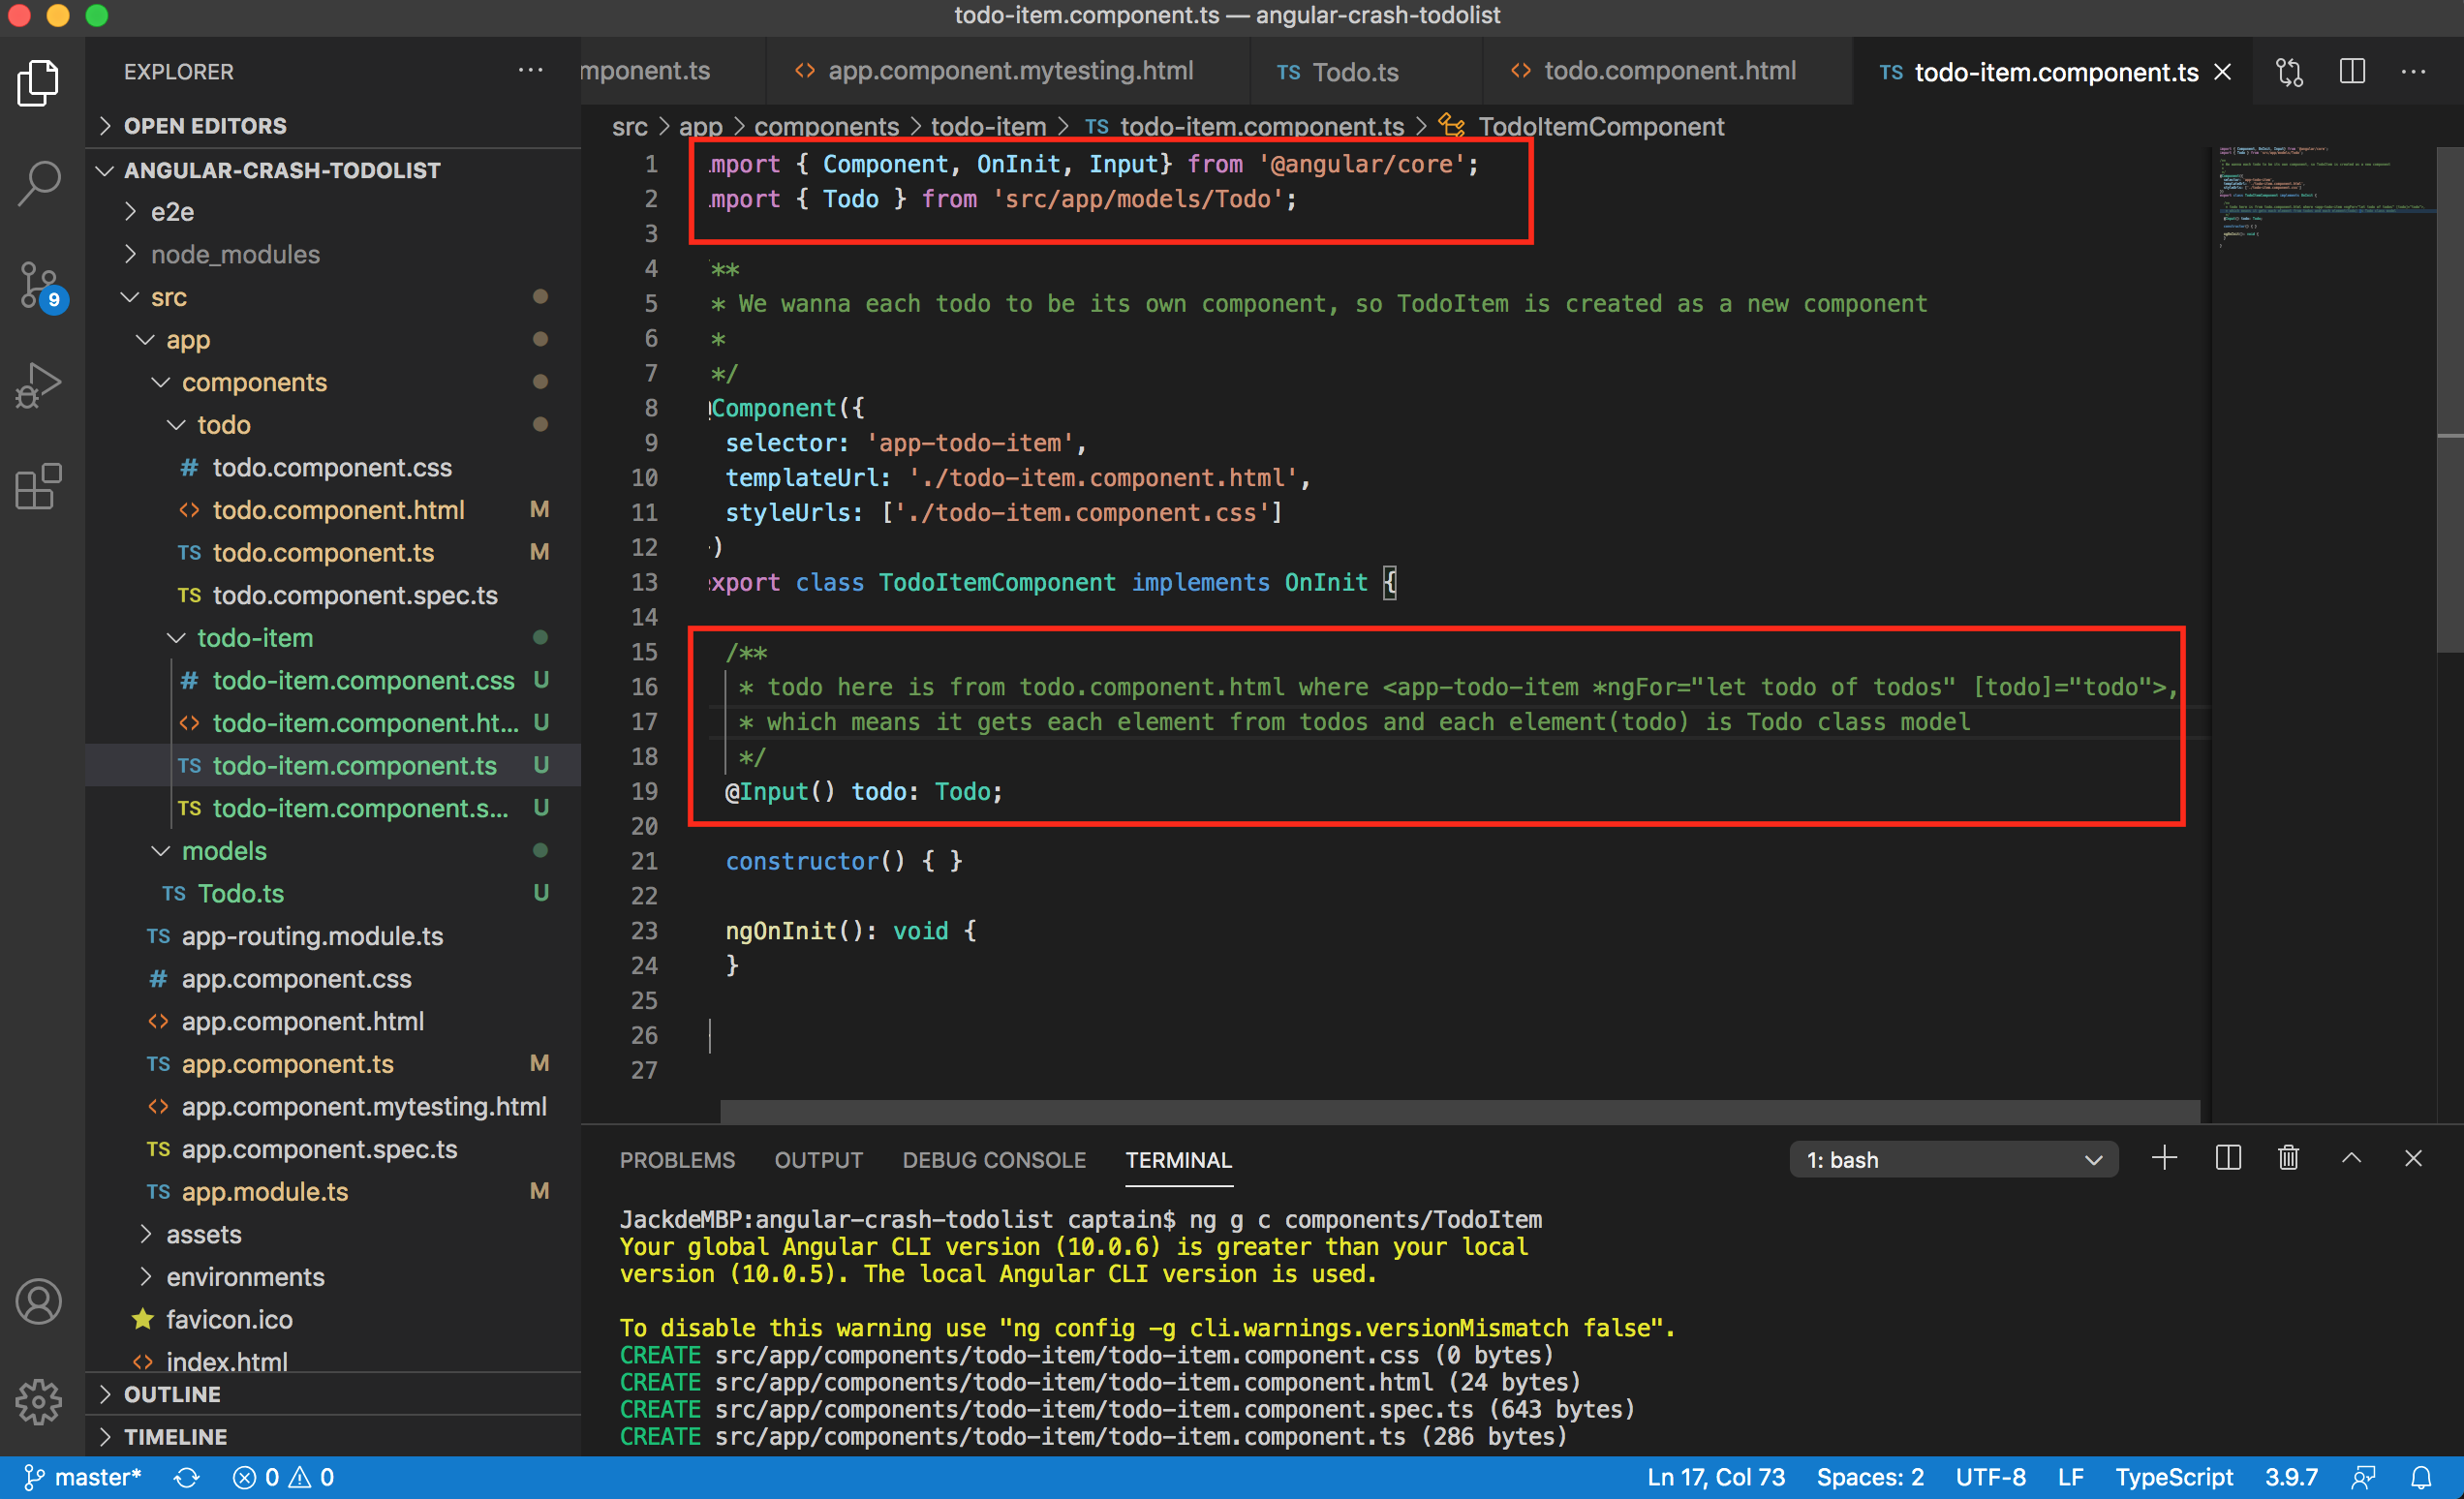 todo-item.component.ts — angular-crash-todolist
EXPLORER
OPEN EDITORS
ANGULAR-CRASH-TODOLIST
e2e
node_modules
src
app
components
todo
# todo.component.css
<> todo.component.html M
TS todo.component.ts M
TS todo.component.spec.ts
todo-item
# todo-item.component.css U
<> todo-item.component.ht... U
TS todo-item.component.ts U
TS todo-item.component.s... U
models
TS Todo.ts U
TS app-routing.module.ts
# app.component.css
<> app.component.html
TS app.component.ts M
<> app.component.mytesting.html
TS app.component.spec.ts
TS app.module.ts M
assets
environments
favicon.ico
<> index.html
OUTLINE
TIMELINE
9
mponent.ts <> app.component.mytesting.html TS Todo.ts <> todo.component.html TS todo-item.component.ts
src > app > components > todo-item > TS todo-item.component.ts > TodoItemComponent
1 mport { Component, OnInit, Input} from '@angular/core';
2 mport { Todo } from 'src/app/models/Todo';
3
4 **
5 * We wanna each todo to be its own component, so TodoItem is created as a new component
6 *
7 */
8 @Component({
9 selector: 'app-todo-item',
10 templateUrl: './todo-item.component.html',
11 styleUrls: ['./todo-item.component.css']
12 })
13 export class TodoItemComponent implements OnInit {
14
15 /**
16 * todo here is from todo.component.html where <app-todo-item *ngFor="let todo of todos" [todo]="todo">,
17 * which means it gets each element from todos and each element(todo) is Todo class model
18 */
19 @Input() todo: Todo;
20
21 constructor() { }
22
23 ngOnInit(): void {
24 }
25
26
27
PROBLEMS OUTPUT DEBUG CONSOLE TERMINAL 1: bash
JackdeMBP:angular-crash-todolist captain$ ng g c components/TodoItem
Your global Angular CLI version (10.0.6) is greater than your local
version (10.0.5). The local Angular CLI version is used.
To disable this warning use "ng config -g cli.warnings.versionMismatch false".
CREATE src/app/components/todo-item/todo-item.component.css (0 bytes)
CREATE src/app/components/todo-item/todo-item.component.html (24 bytes)
CREATE src/app/components/todo-item/todo-item.component.spec.ts (643 bytes)
CREATE src/app/components/todo-item/todo-item.component.ts (286 bytes)
master* 0 0 Ln 17, Col 73 Spaces: 2 UTF-8 LF TypeScript 3.9.7